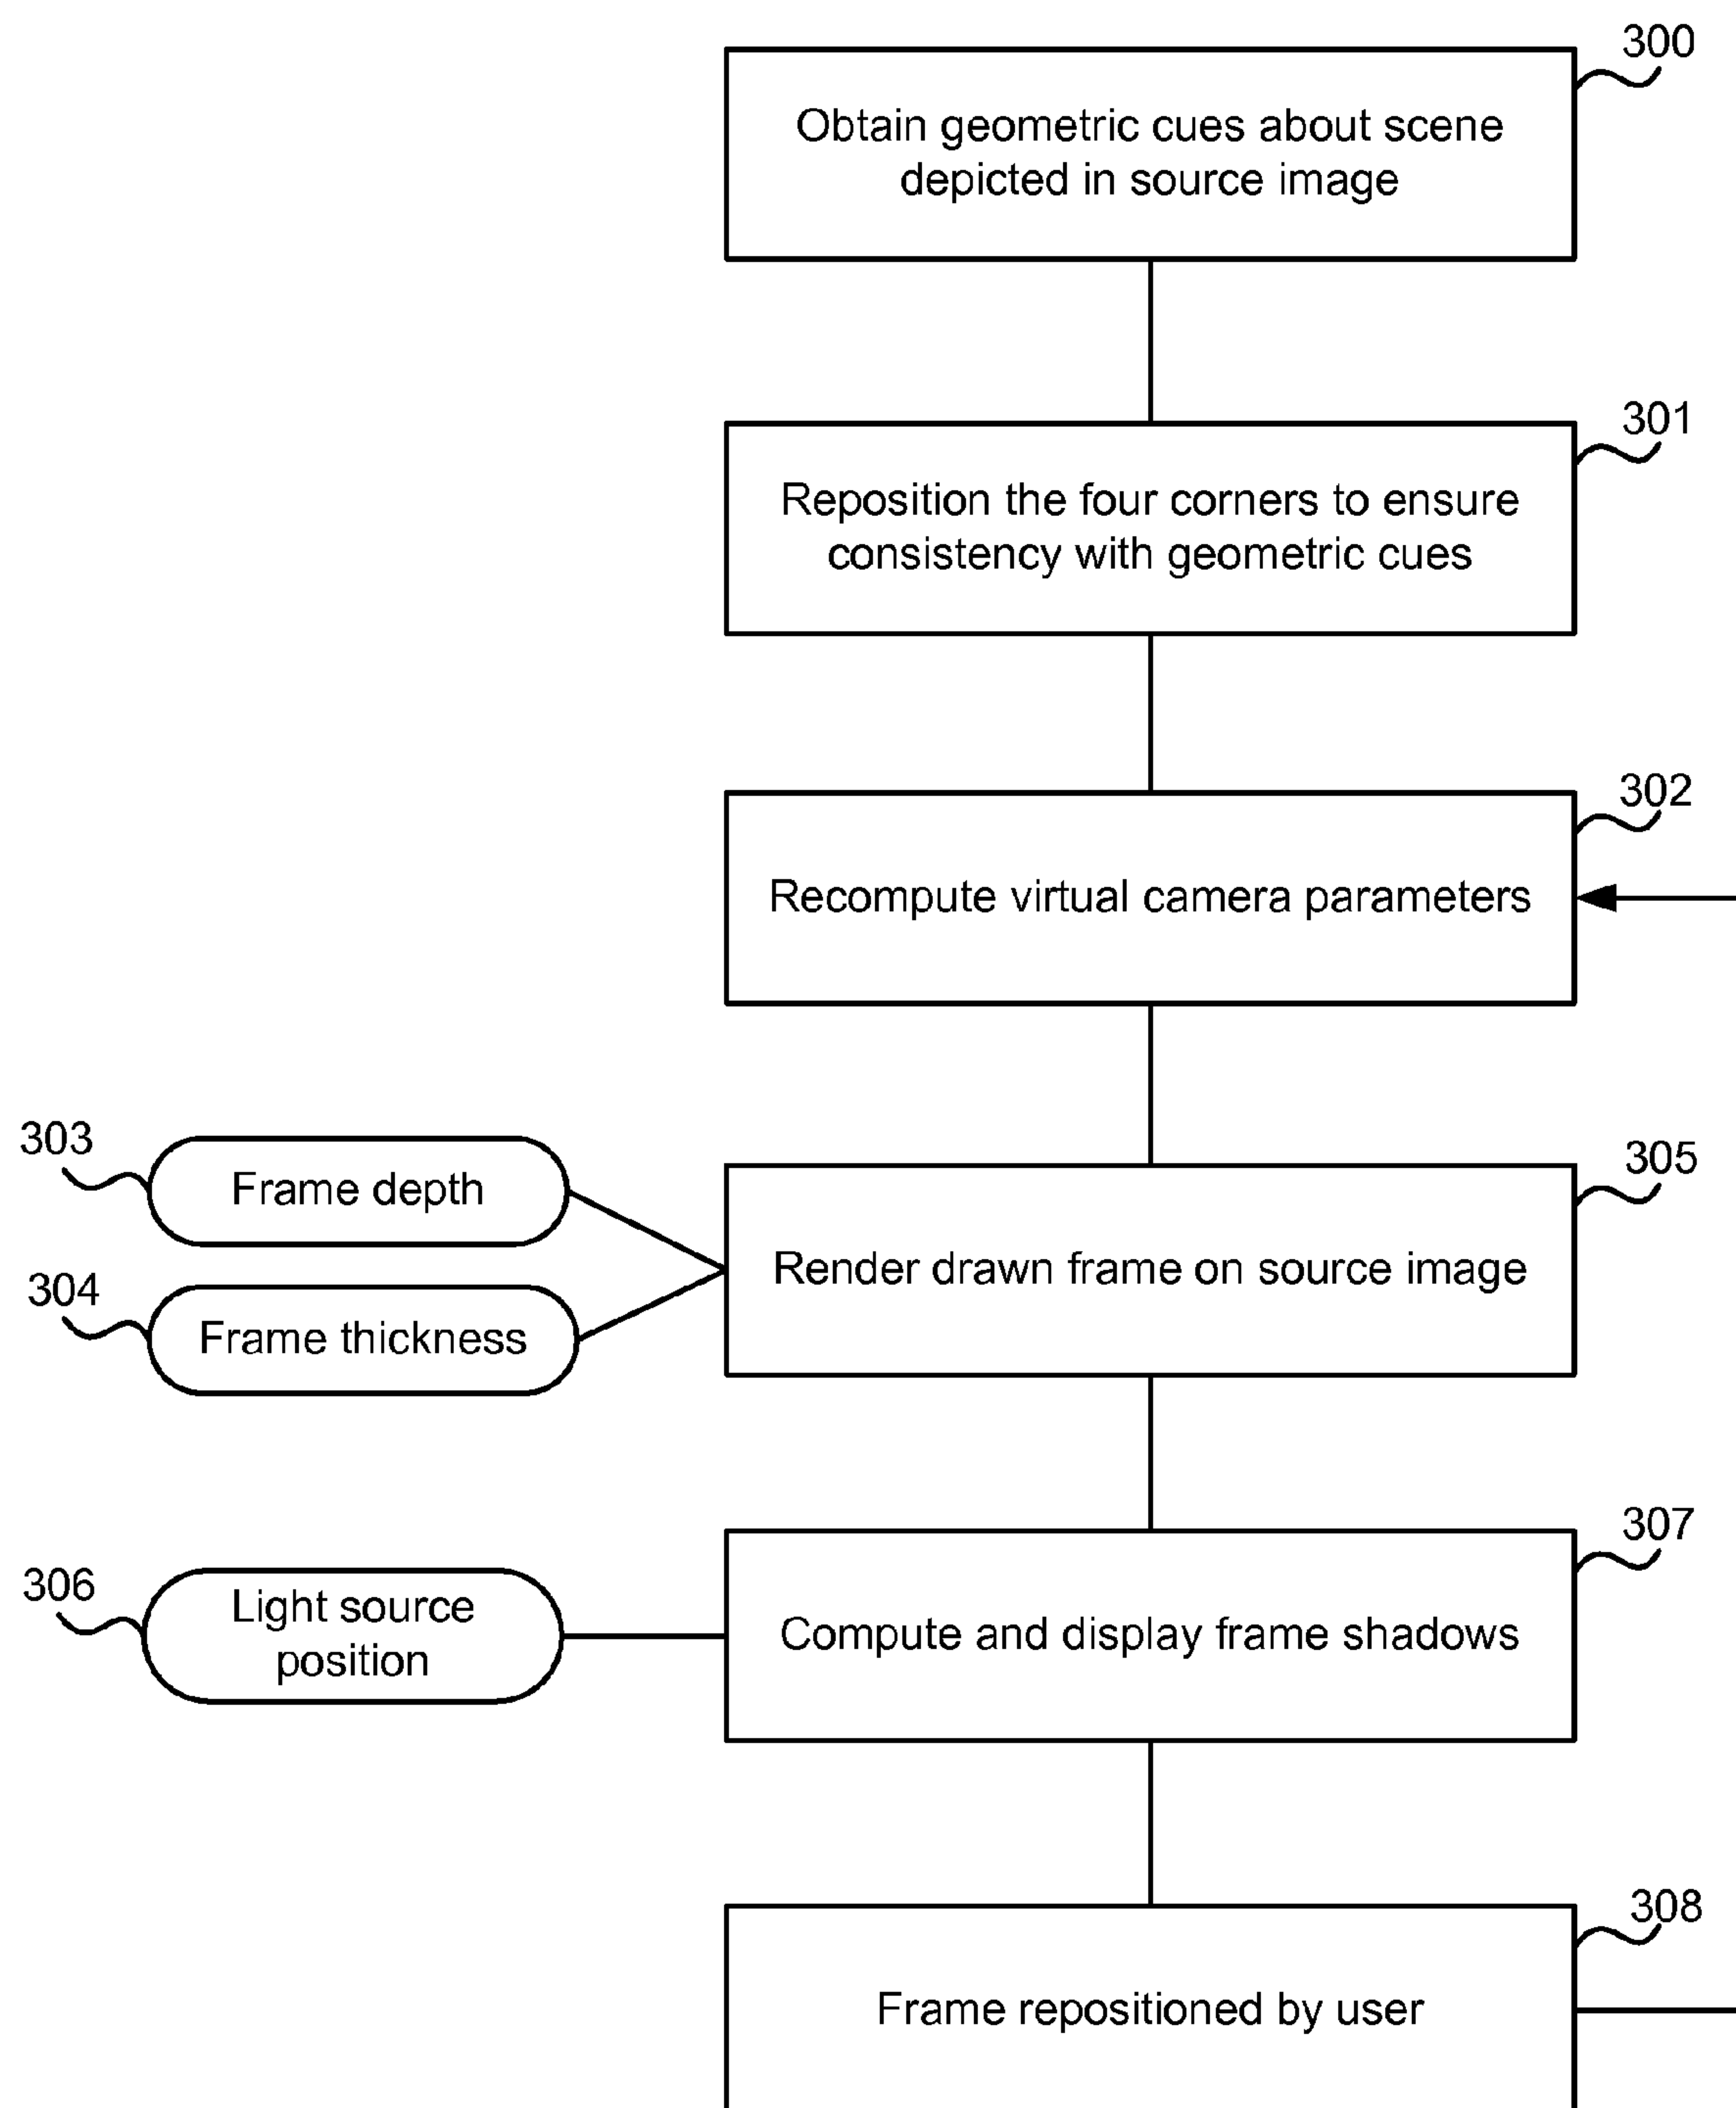 300
Obtain geometric cues about scene
depicted in source image
301
Reposition the four corners to ensure
consistency with geometric cues
302
Recompute virtual camera parameters
303
Frame depth
304
Frame thickness
305
Render drawn frame on source image
306
Light source
position
307
Compute and display frame shadows
308
Frame repositioned by user